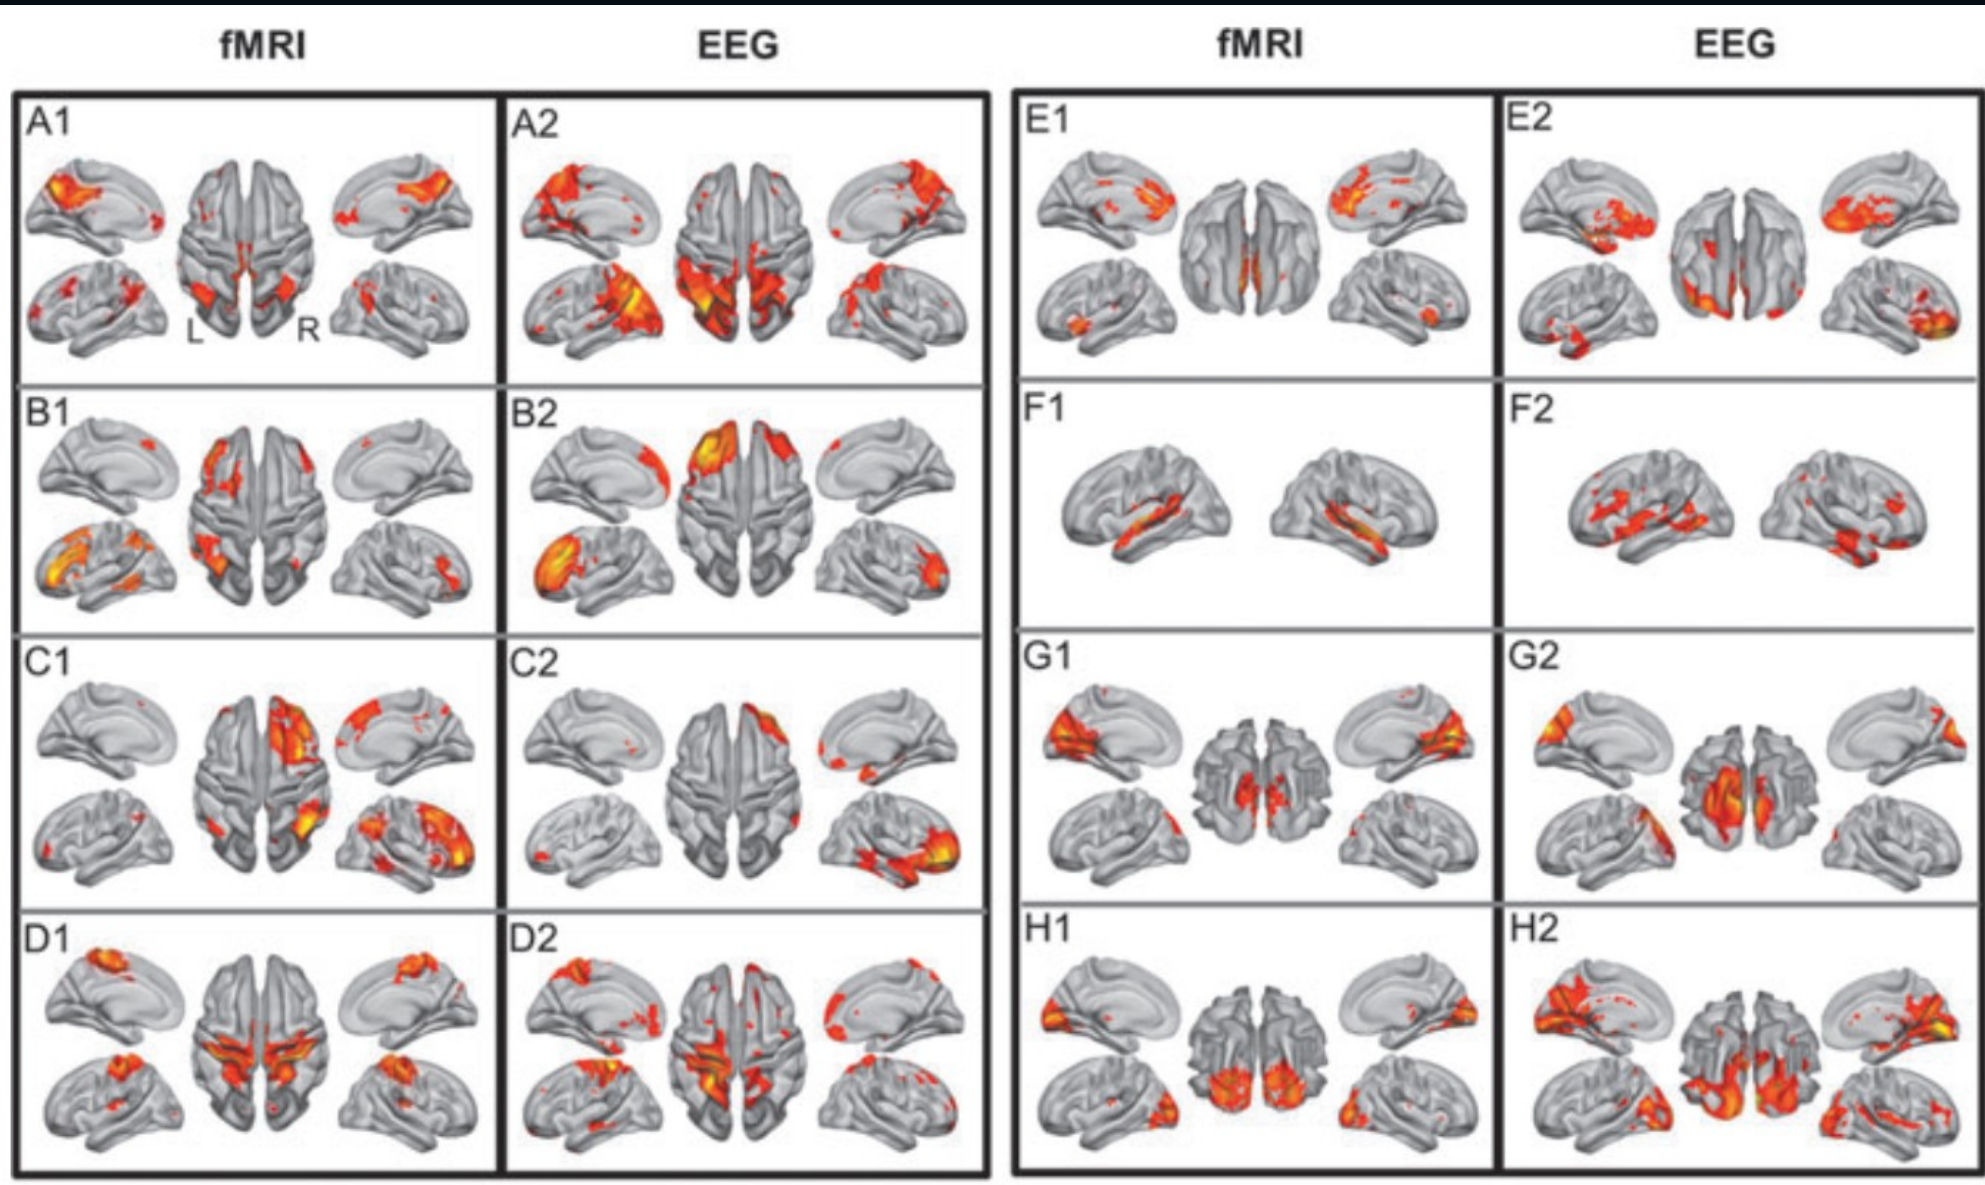 fMRI EEG fMRI EEG
A1 A2 E1 E2
L R
B1 B2 F1 F2
C1 C2 G1 G2
D1 D2 H1 H2